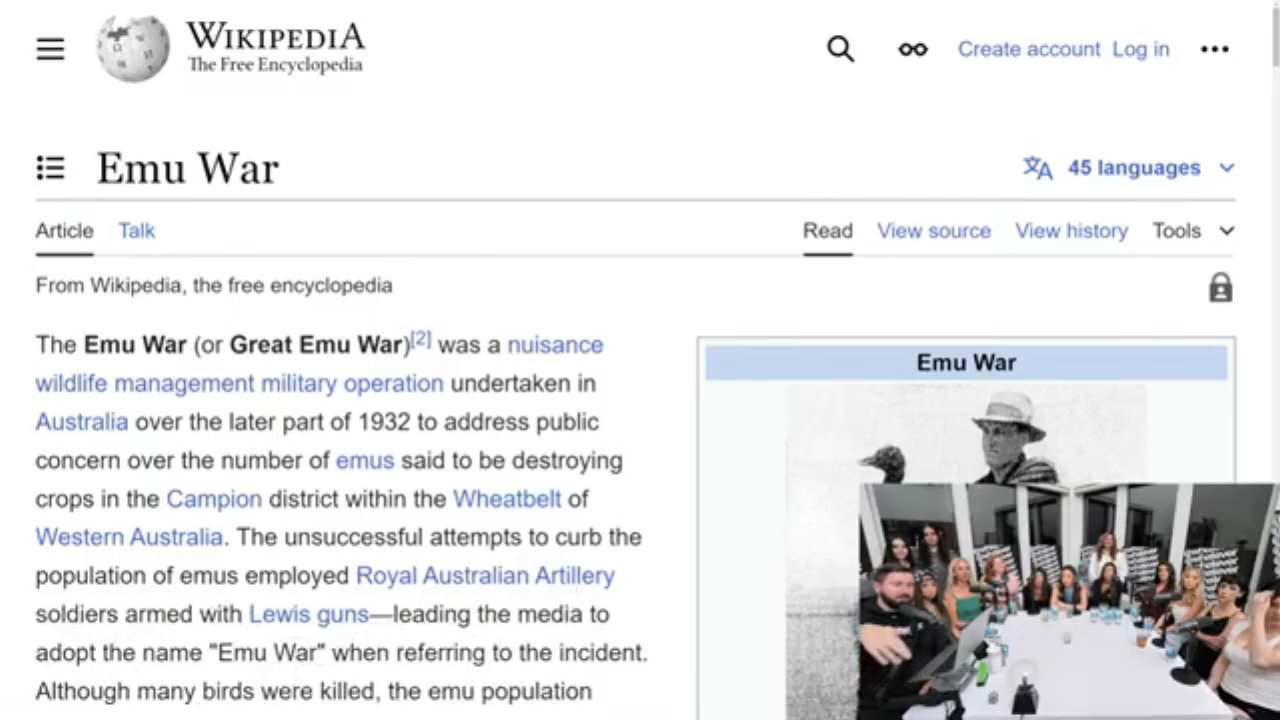 WIKIPEDIA
The Free Encyclopedia
Create account Log in
Emu War
45 languages
Article Talk
Read View source View history Tools
From Wikipedia, the free encyclopedia
The Emu War (or Great Emu War)[2] was a nuisance
wildlife management military operation undertaken in
Australia over the later part of 1932 to address public
concern over the number of emus said to be destroying
crops in the Campion district within the Wheatbelt of
Western Australia. The unsuccessful attempts to curb the
population of emus employed Royal Australian Artillery
soldiers armed with Lewis guns—leading the media to
adopt the name "Emu War" when referring to the incident.
Although many birds were killed, the emu population
Emu War
whatever